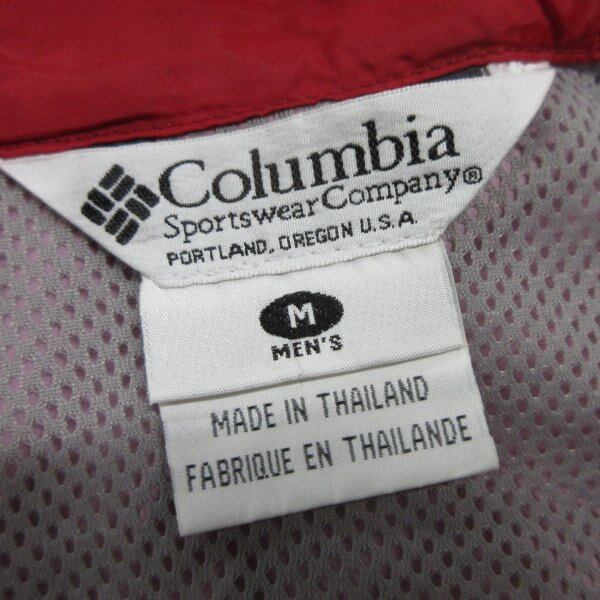 Columbia
Sportswear Company®
PORTLAND, OREGON U.S.A.
M
MEN'S
MADE IN THAILAND
FABRIQUE EN THAILANDE